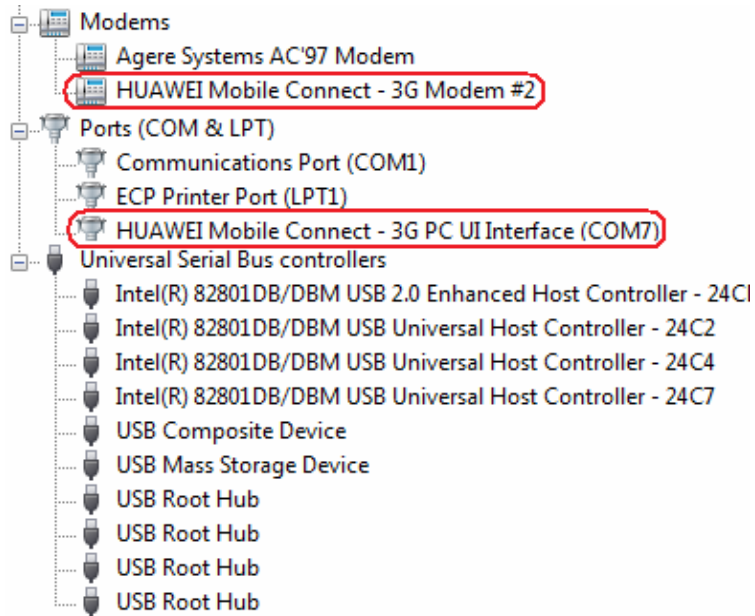 Modems
Agere Systems AC'97 Modem
HUAWEI Mobile Connect - 3G Modem #2
Ports (COM & LPT)
Communications Port (COM1)
ECP Printer Port (LPT1)
HUAWEI Mobile Connect - 3G PC UI Interface (COM7)
Universal Serial Bus controllers
Intel(R) 82801DB/DBM USB 2.0 Enhanced Host Controller -
Intel(R) 82801DB/DBM USB Universal Host Controller - 24C2
Intel(R) 82801DB/DBM USB Universal Host Controller - 24C4
Intel(R) 82801DB/DBM USB Universal Host Controller - 24C7
USB Composite Device
USB Mass Storage Device
USB Root Hub
USB Root Hub
USB Root Hub
USB Root Hub